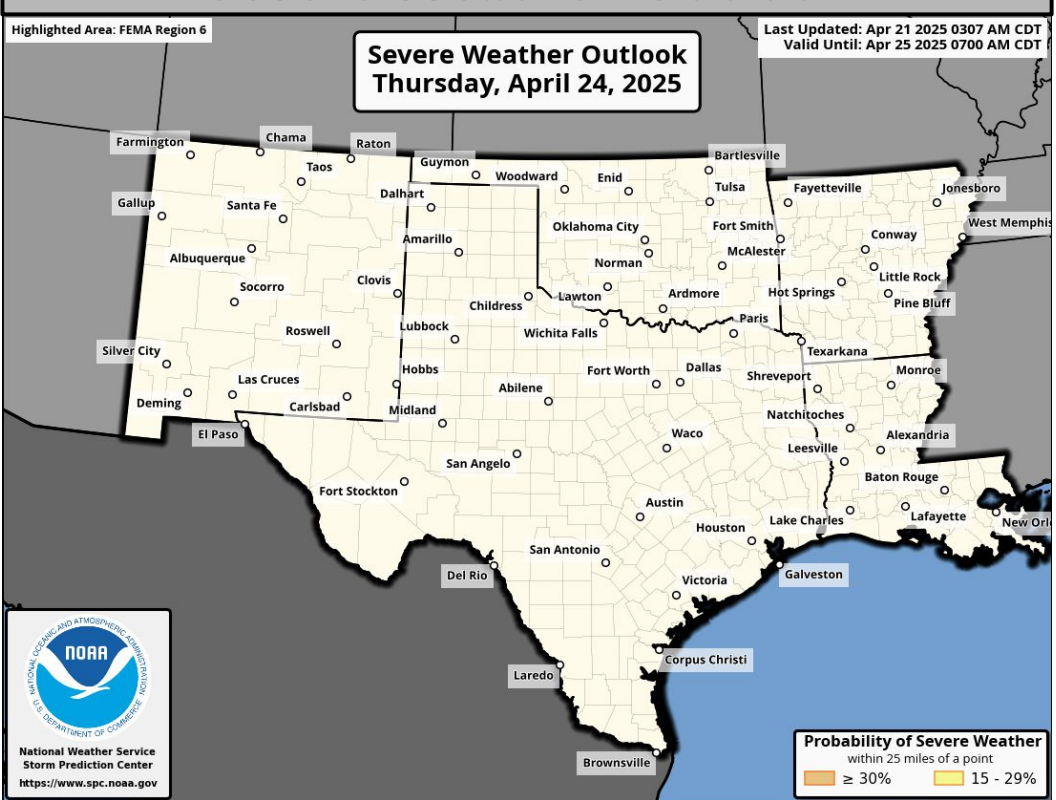 Highlighted Area: FEMA Region 6
Severe Weather Outlook
Thursday, April 24, 2025
Last Updated: Apr 21 2025 0307 AM CDT
Valid Until: Apr 25 2025 0700 AM CDT
Farmington
Chama
Raton
Taos
Guymon
Woodward
Enid
Bartlesville
Tulsa
Fayetteville
Jonesboro
Gallup
Santa Fe
Dalhart
Oklahoma City
Fort Smith
West Memphis
Albuquerque
Amarillo
Norman
McAlester
Conway
Socorro
Clovis
Childress
Lawton
Ardmore
Hot Springs
Little Rock
Pine Bluff
Roswell
Lubbock
Wichita Falls
Paris
Texarkana
Silver City
Las Cruces
Hobbs
Abilene
Fort Worth
Dallas
Shreveport
Monroe
Deming
Carlsbad
Midland
Natchitoches
El Paso
San Angelo
Waco
Leesville
Alexandria
Fort Stockton
Austin
Baton Rouge
Houston
Lake Charles
Lafayette
New Orl
Del Rio
San Antonio
Victoria
Galveston
Laredo
Corpus Christi
Brownsville
NATIONAL OCEANIC AND ATMOSPHERIC ADMINISTRATION
NOAA
U.S. DEPARTMENT OF COMMERCE
National Weather Service
Storm Prediction Center
https://www.spc.noaa.gov
Probability of Severe Weather
within 25 miles of a point
≥ 30%
15 - 29%